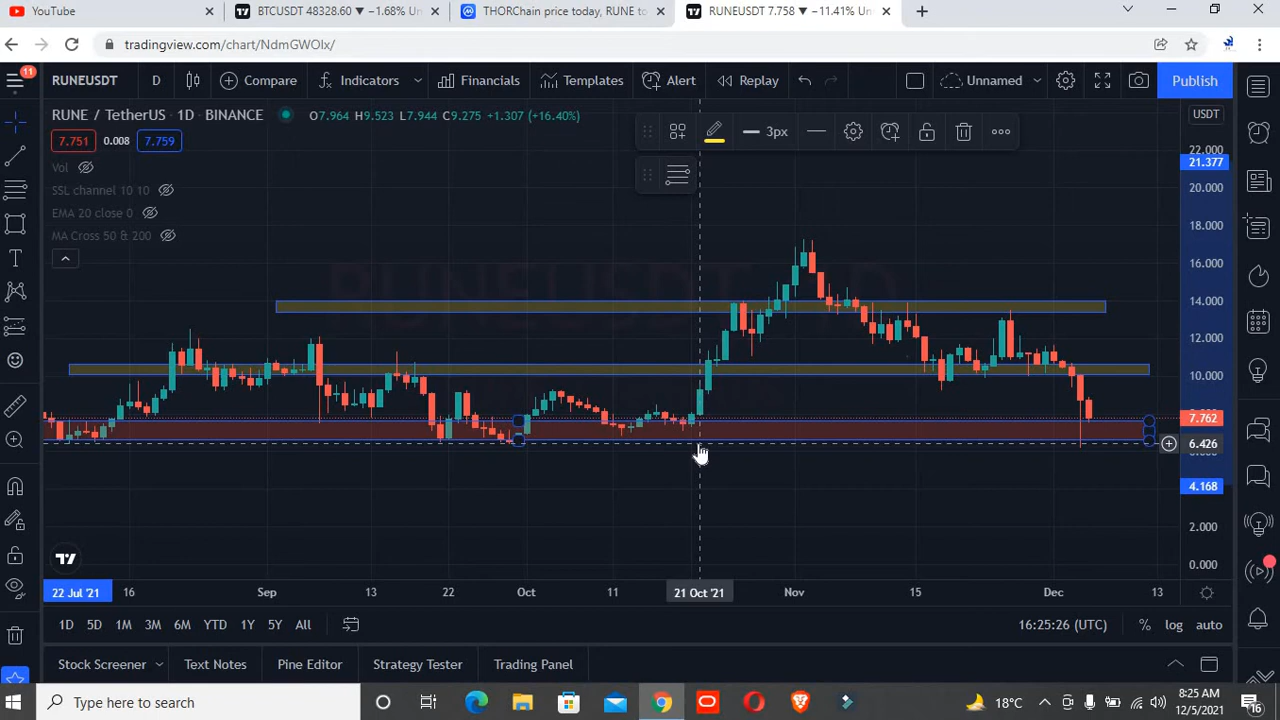 YouTube
BTCUSDT 48328.60 ▼ −1.68% Un
THORChain price today, RUNE to
RUNEUSDT 7.758 ▼ −11.41% Un
tradingview.com/chart/NdmGWOlx/
11
RUNEUSDT
D
Compare
Indicators
Financials
Templates
Alert
Replay
Unnamed
Publish
RUNE / TetherUS · 1D · BINANCE
O7.964 H9.523 L7.944 C9.275 +1.307 (+16.40%)
USDT
7.751
0.008
7.759
3px
Vol
SSL channel 10 10
EMA 20 close 0
MA Cross 50 & 200
22.000
21.377
20.000
18.000
16.000
14.000
12.000
10.000
7.762
6.426
4.168
2.000
0.000
22 Jul '21
16
Sep
13
22
Oct
11
21 Oct '21
Nov
15
Dec
13
1D
5D
1M
3M
6M
YTD
1Y
5Y
All
16:25:26 (UTC)
%
log
auto
Stock Screener
Text Notes
Pine Editor
Strategy Tester
Trading Panel
Type here to search
18°C
8:25 AM
12/5/2021
16